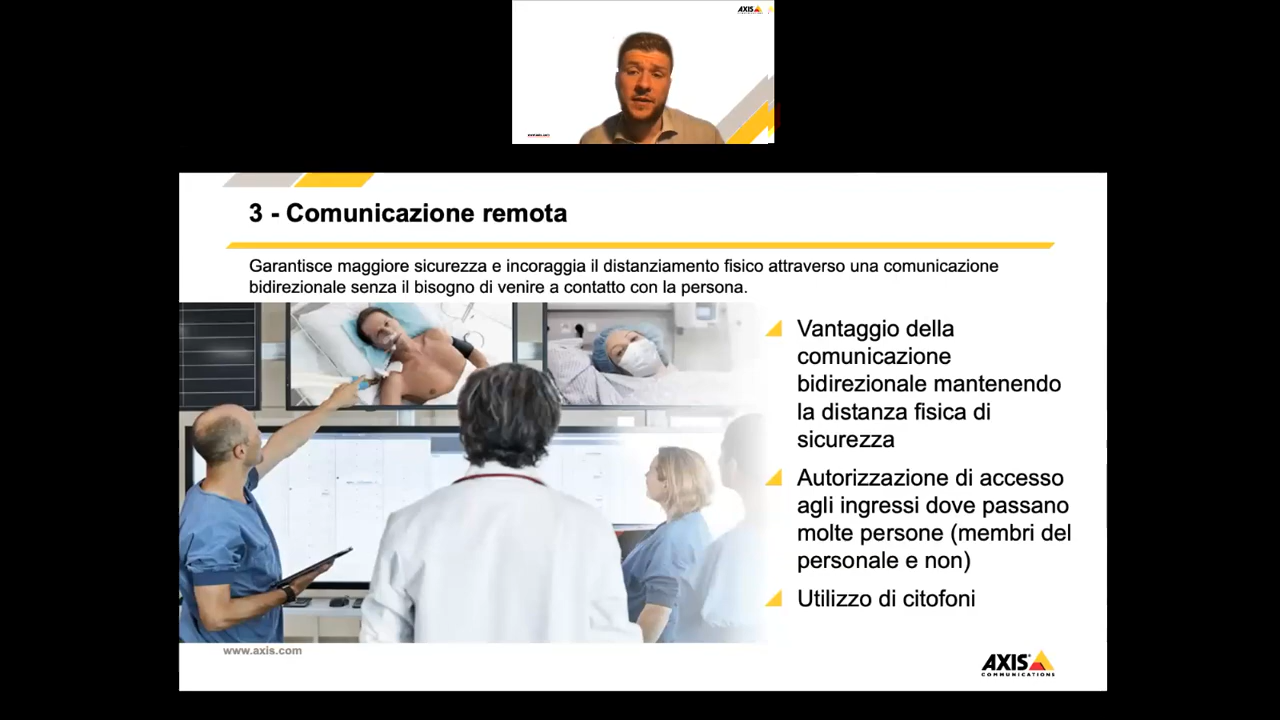 AXIS
COMMUNICATIONS
3 - Comunicazione remota
Garantisce maggiore sicurezza e incoraggia il distanziamento fisico attraverso una comunicazione
bidirezionale senza il bisogno di venire a contatto con la persona.
Vantaggio della
comunicazione
bidirezionale mantenendo
la distanza fisica di
sicurezza
Autorizzazione di accesso
agli ingressi dove passano
molte persone (membri del
personale e non)
Utilizzo di citofoni
www.axis.com
AXIS
COMMUNICATIONS